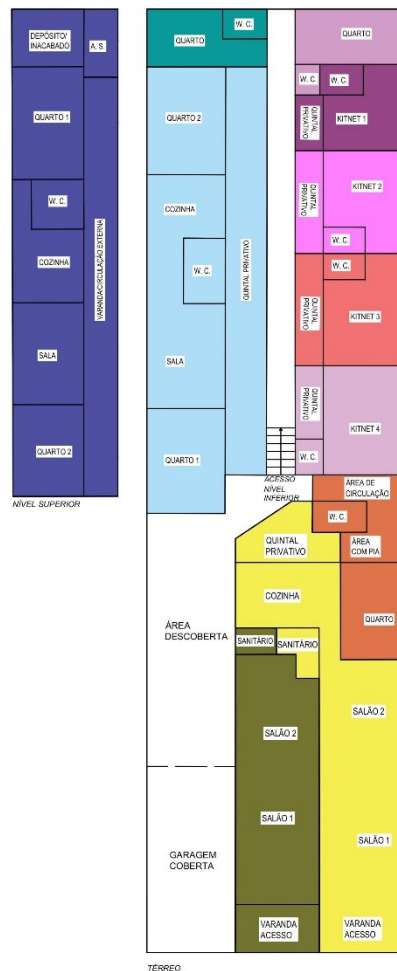 DEPÓSITO/
INACABADO
A. S.
QUARTO 1
W. C.
COZINHA
VARANDA/CIRCULAÇÃO EXTERNA
SALA
QUARTO 2
NÍVEL SUPERIOR
W. C.
QUARTO
QUARTO 2
COZINHA
W. C.
QUINTAL PRIVATIVO
SALA
QUARTO 1
QUARTO
W. C.
W. C.
QUINTAL
PRIVATIVO
KITNET 1
QUINTAL
PRIVATIVO
KITNET 2
W. C.
W. C.
QUINTAL
PRIVATIVO
KITNET 3
QUINTAL
PRIVATIVO
KITNET 4
W. C.
ACESSO
NÍVEL
INFERIOR
ÁREA DE
CIRCULAÇÃO
W. C.
QUINTAL
PRIVATIVO
ÁREA
COM PIA
COZINHA
QUARTO
ÁREA
DESCOBERTA
SANITÁRIO
SANITÁRIO
SALÃO 2
SALÃO 2
SALÃO 1
SALÃO 1
GARAGEM
COBERTA
VARANDA
ACESSO
VARANDA
ACESSO
TÉRREO